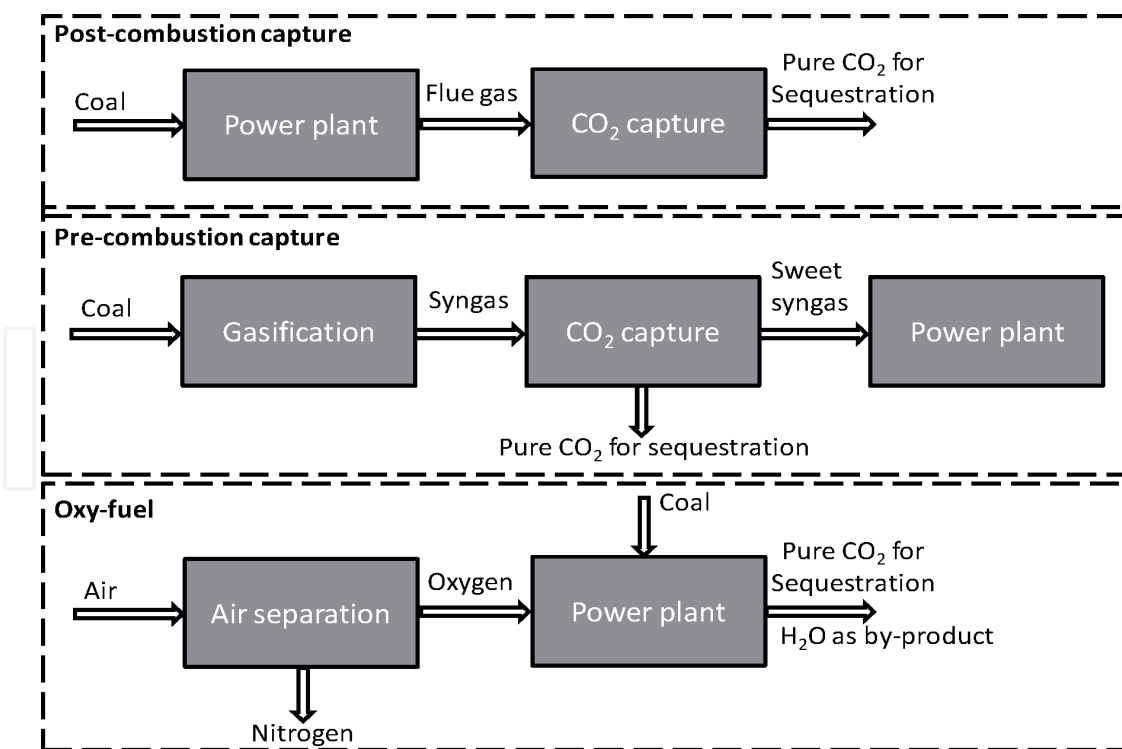 Post-combustion capture
Coal
Power plant
Flue gas
CO₂ capture
Pure CO₂ for
Sequestration
Pre-combustion capture
Coal
Gasification
Syngas
CO₂ capture
Sweet
syngas
Power plant
Pure CO₂ for sequestration
Oxy-fuel
Coal
Air
Air separation
Oxygen
Power plant
Pure CO₂ for
Sequestration
H₂O as by-product
Nitrogen